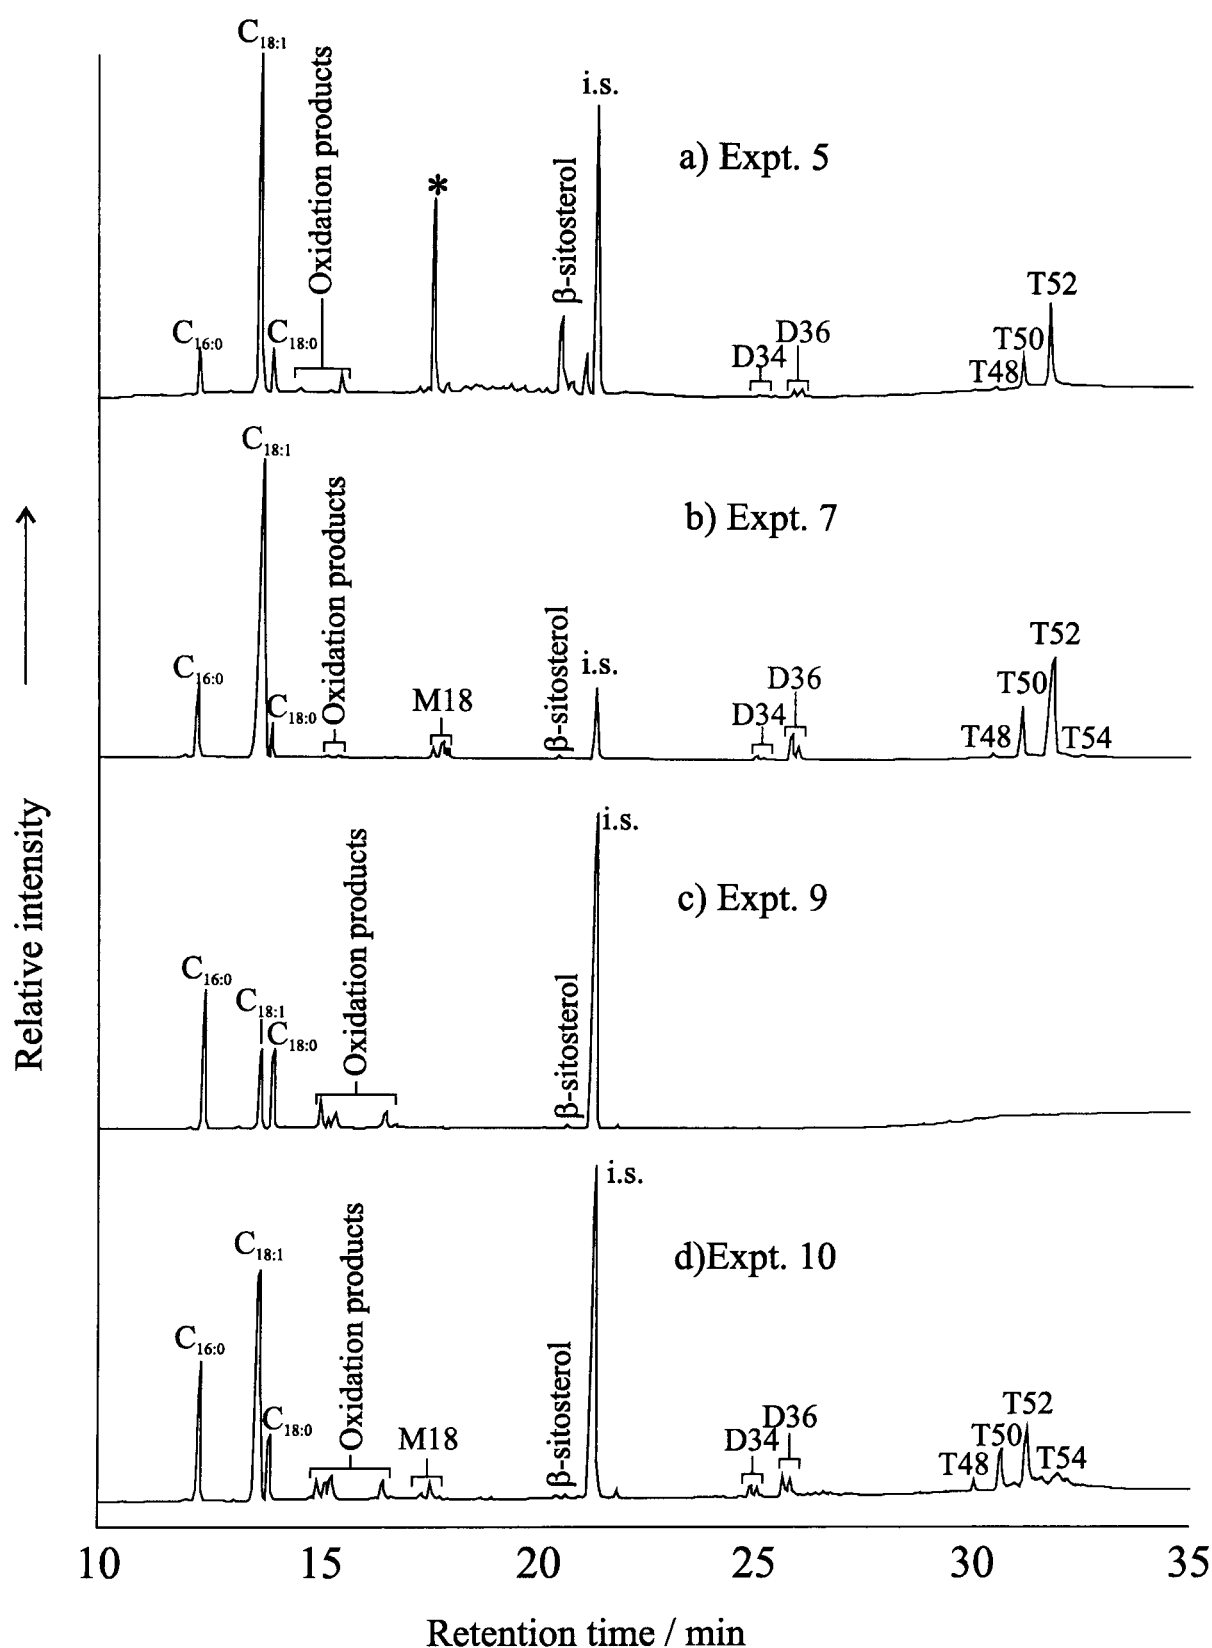 C18:1
Oxidation products
i.s.
*
β-sitosterol
a) Expt. 5
C16:0
C18:0
D34
D36
T48
T50
T52
C18:1
Oxidation products
b) Expt. 7
C16:0
C18:0
M18
β-sitosterol
i.s.
D34
D36
T48
T50
T52
T54
i.s.
Oxidation products
c) Expt. 9
C16:0
C18:1
C18:0
β-sitosterol
i.s.
Oxidation products
d)Expt. 10
C18:1
C16:0
C18:0
M18
β-sitosterol
D34
D36
T48
T50
T52
T54
Relative intensity
10 15 20 25 30 35
Retention time / min